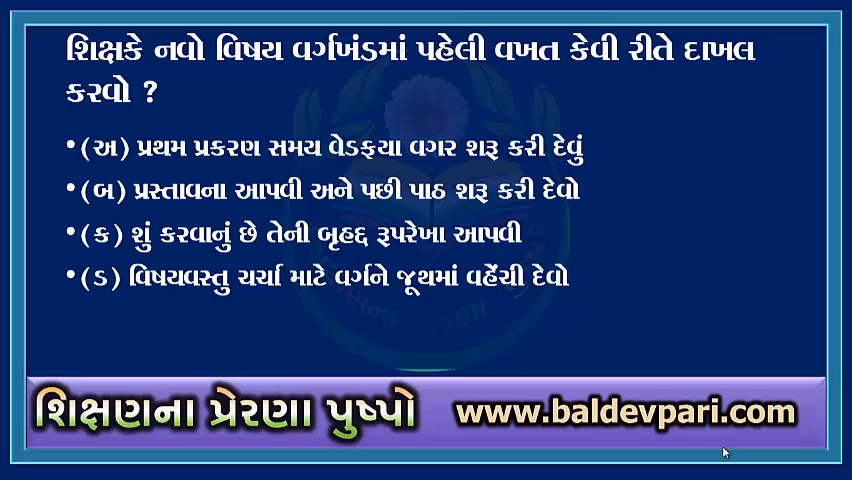 શિક્ષકે નવો વિષય વર્ગખંડમાં પહેલી વખત કેવી રીતે દાખલ
કરવો ?
• (અ) પ્રથમ પ્રકરણ સમય વેડફયા વગર શરૂ કરી દેવું
• (બ) પ્રસ્તાવના આપવી અને પછી પાઠ શરૂ કરી દેવો
• (ક) શું કરવાનું છે તેની બૃહદ્દ રૂપરેખા આપવી
• (ડ) વિષયવસ્તુ ચર્ચા માટે વર્ગને જૂથમાં વહેંચી દેવો
શિક્ષણના પ્રેરણા પુષ્પો www.baldevpari.com